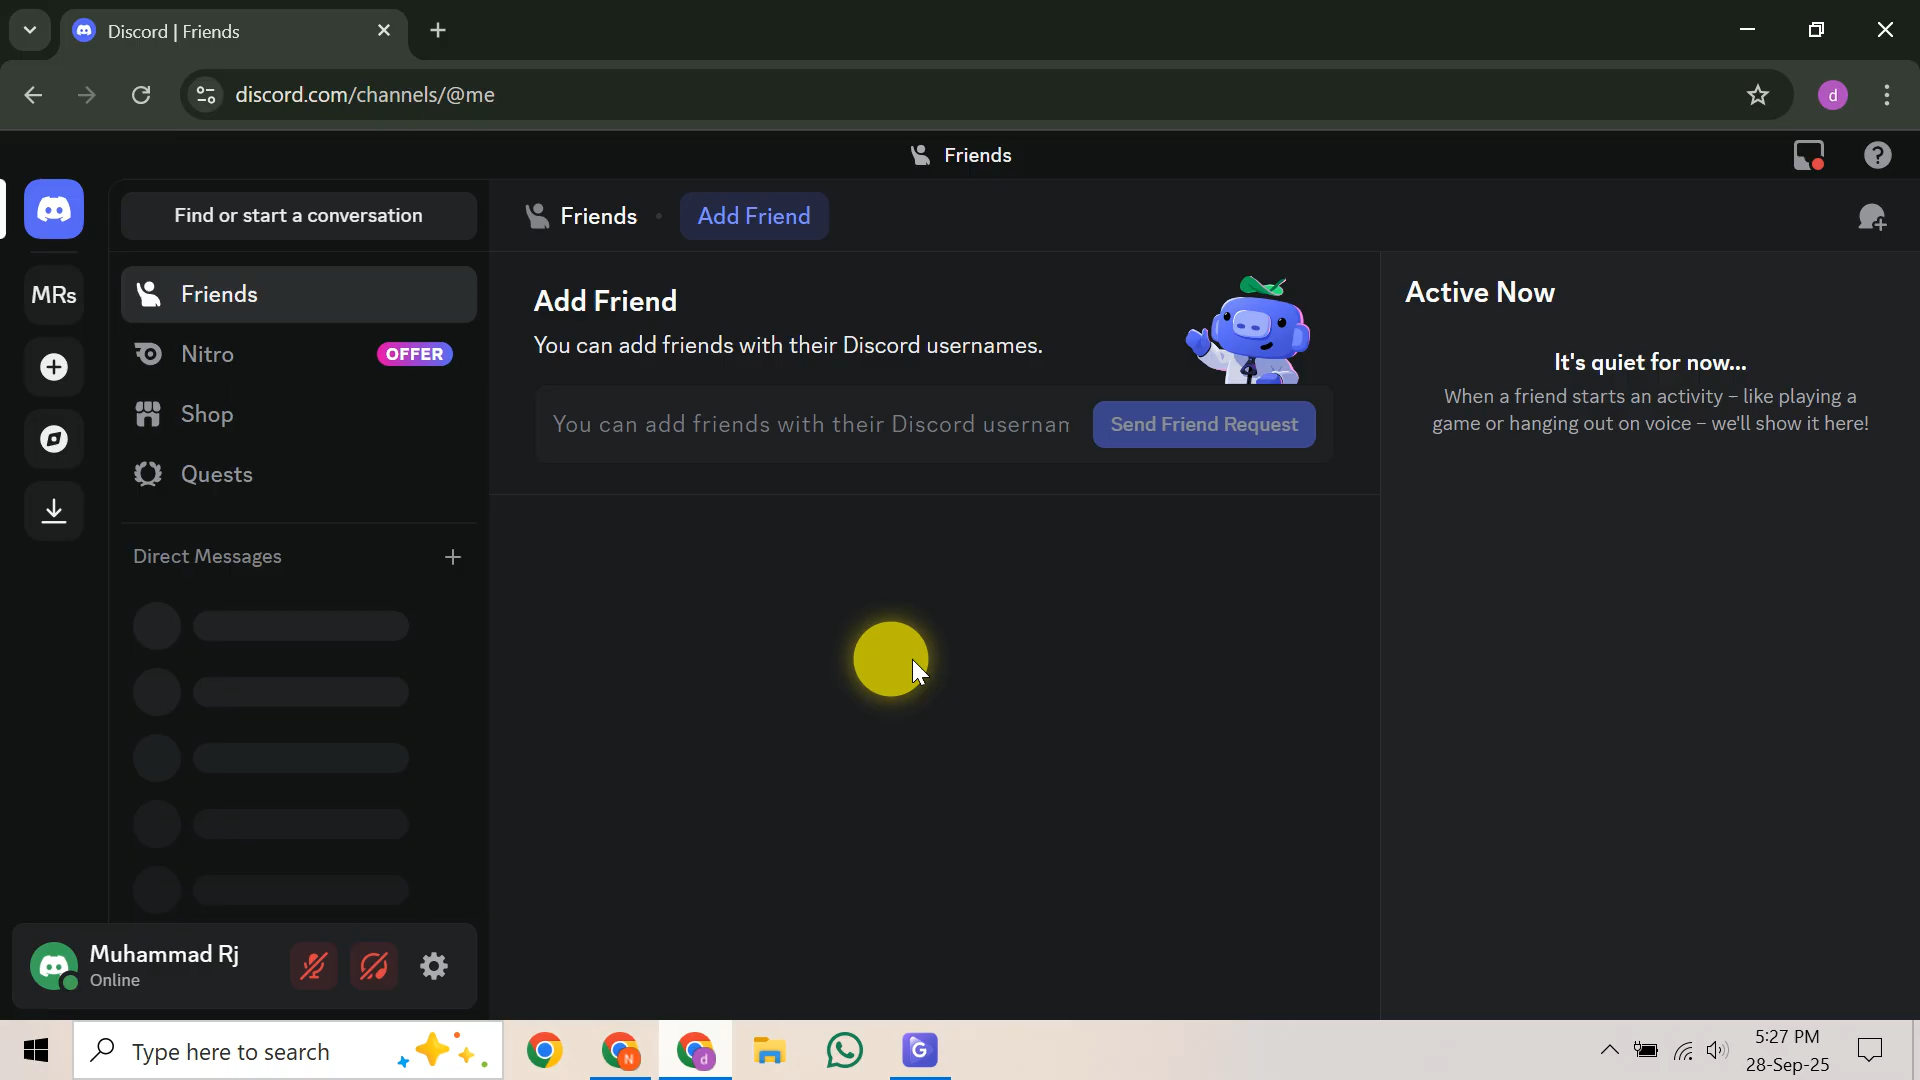 Discord | Friends
discord.com/channels/@me
d
Friends
Find or start a conversation
Friends
Add Friend
MRs
Friends
Nitro
OFFER
Shop
Quests
Direct Messages
Add Friend
You can add friends with their Discord usernames.
You can add friends with their Discord usernam
Send Friend Request
Active Now
It's quiet for now...
When a friend starts an activity – like playing a
game or hanging out on voice – we'll show it here!
Muhammad Rj
Online
Type here to search
N
d
G
5:27 PM
28-Sep-25